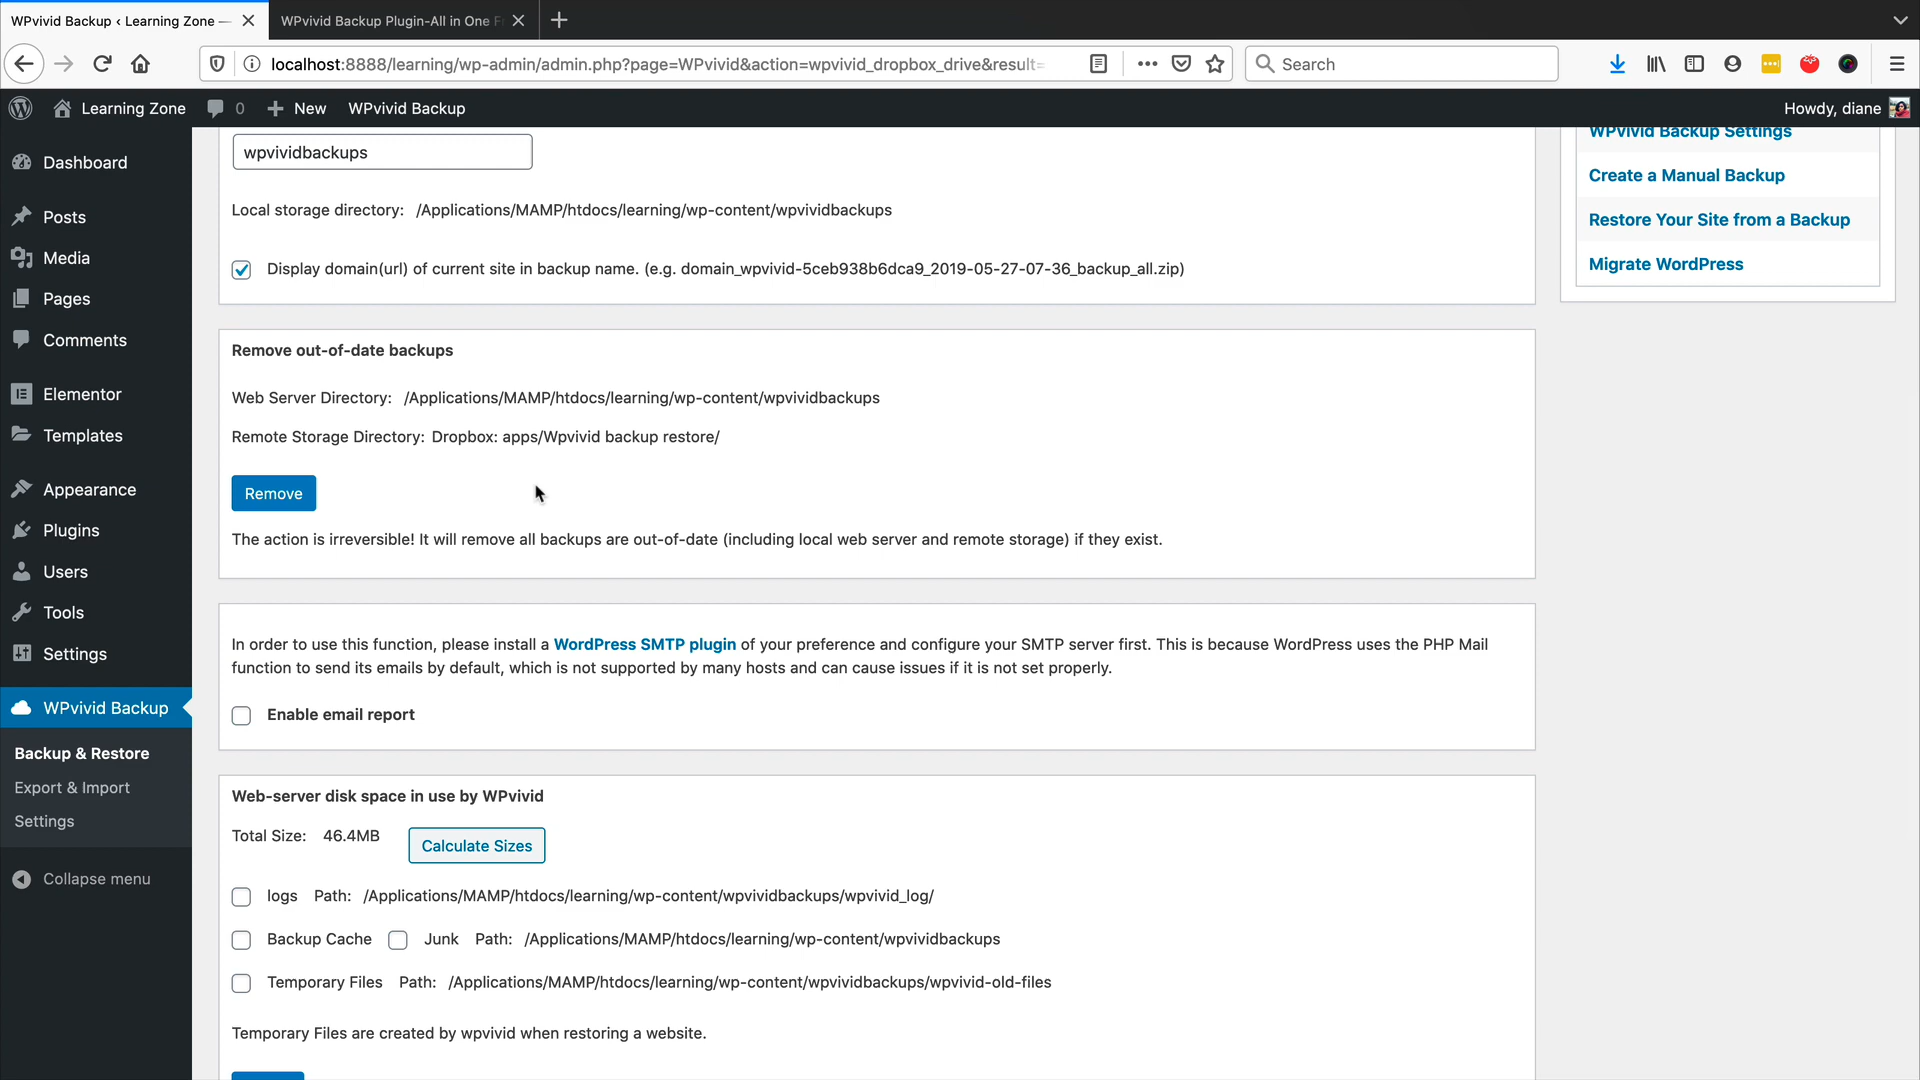 WPvivid Backup ‹ Learning Zone —
WPvivid Backup Plugin-All in One F
localhost:8888/learning/wp-admin/admin.php?page=WPvivid&action=wpvivid_dropbox_drive&result=
Search
Learning Zone
0
New
WPvivid Backup
Howdy, diane
Dashboard
Posts
Media
Pages
Comments
Elementor
Templates
Appearance
Plugins
Users
Tools
Settings
WPvivid Backup
Backup & Restore
Export & Import
Settings
Collapse menu
wpvividbackups
Local storage directory: /Applications/MAMP/htdocs/learning/wp-content/wpvividbackups
Display domain(url) of current site in backup name. (e.g. domain_wpvivid-5ceb938b6dca9_2019-05-27-07-36_backup_all.zip)
Remove out-of-date backups
Web Server Directory: /Applications/MAMP/htdocs/learning/wp-content/wpvividbackups
Remote Storage Directory: Dropbox: apps/Wpvivid backup restore/
Remove
The action is irreversible! It will remove all backups are out-of-date (including local web server and remote storage) if they exist.
In order to use this function, please install a WordPress SMTP plugin of your preference and configure your SMTP server first. This is because WordPress uses the PHP Mail
function to send its emails by default, which is not supported by many hosts and can cause issues if it is not set properly.
Enable email report
Web-server disk space in use by WPvivid
Total Size: 46.4MB
Calculate Sizes
logs Path: /Applications/MAMP/htdocs/learning/wp-content/wpvividbackups/wpvivid_log/
Backup Cache Junk Path: /Applications/MAMP/htdocs/learning/wp-content/wpvividbackups
Temporary Files Path: /Applications/MAMP/htdocs/learning/wp-content/wpvividbackups/wpvivid-old-files
Temporary Files are created by wpvivid when restoring a website.
WPvivid Backup Settings
Create a Manual Backup
Restore Your Site from a Backup
Migrate WordPress